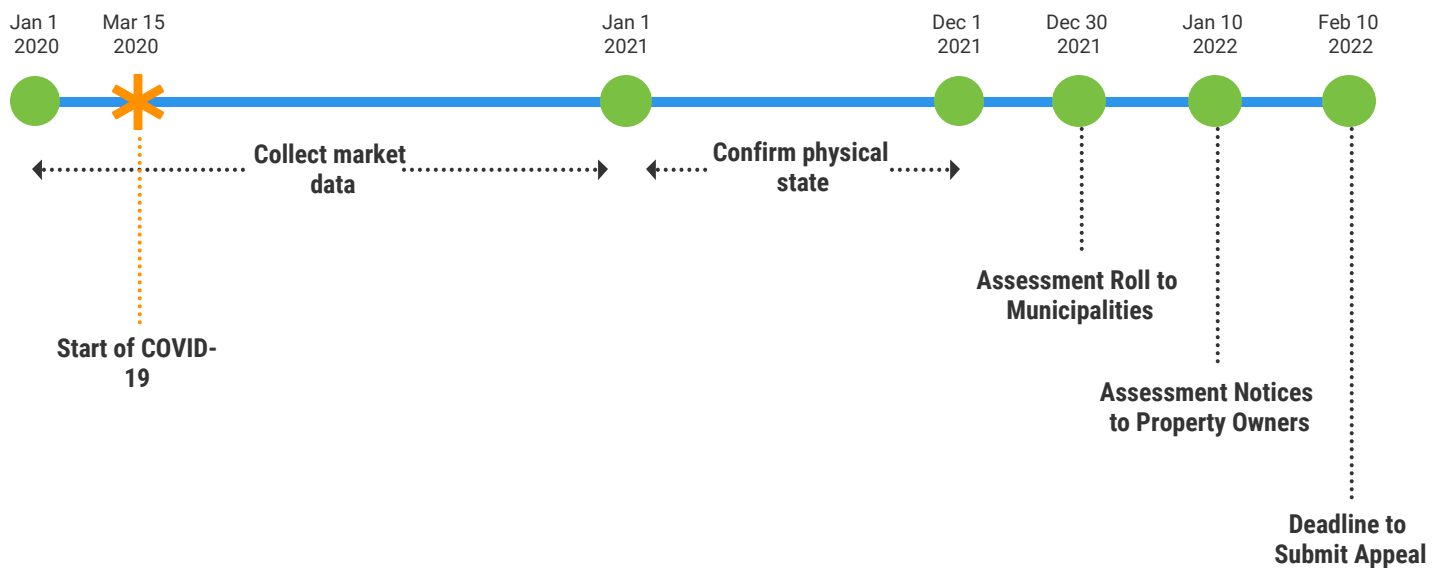 Jan 1
2020
Mar 15
2020
Jan 1
2021
Dec 1
2021
Dec 30
2021
Jan 10
2022
Feb 10
2022
Collect market
data
Confirm physical
state
Assessment Roll to
Municipalities
Start of COVID-
19
Assessment Notices
to Property Owners
Deadline to
Submit Appeal